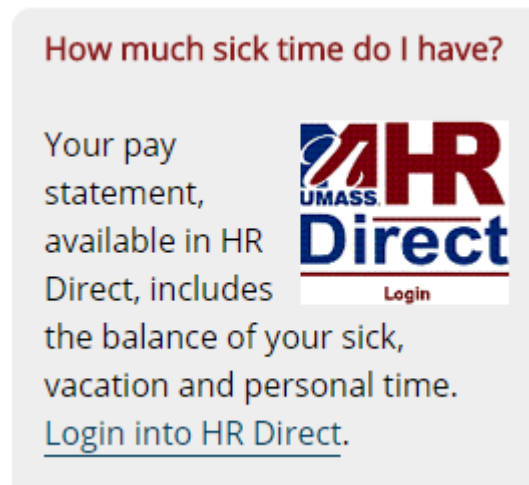 How much sick time do I have?
Your pay
statement,
available in HR
Direct, includes
the balance of your sick,
vacation and personal time.
Login into HR Direct.
UMASS HR
Direct
Login